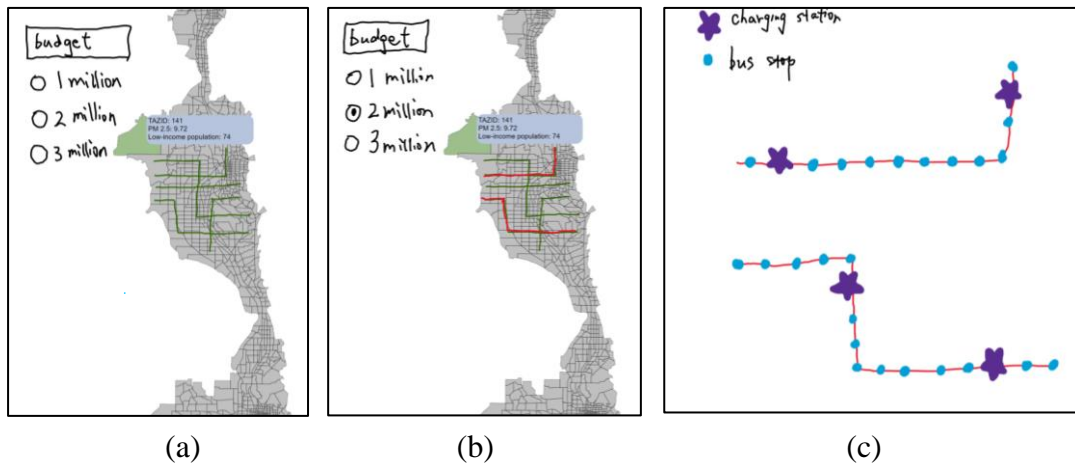 budget
1 million
2 million
3 million
TAZID: 141
PM 2.5: 9.72
Low-income population: 74
budget
1 million
2 million
3 million
TAZID: 141
PM 2.5: 9.72
Low-income population: 74
charging station
bus stop
(a)
(b)
(c)